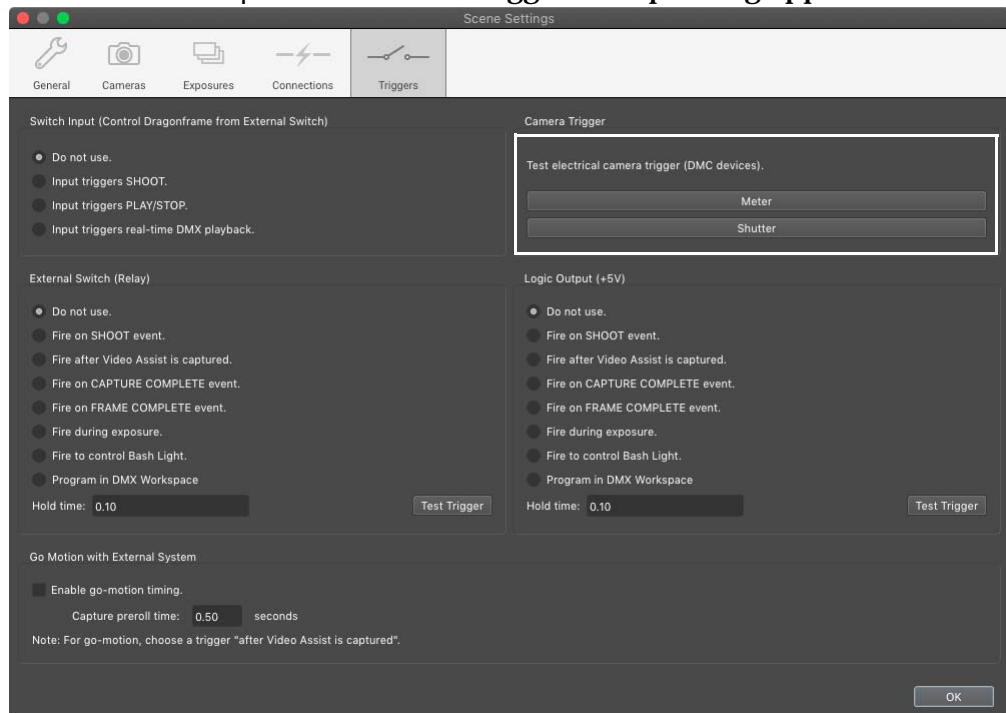 Scene Settings
General Cameras Exposures Connections Triggers
Switch Input (Control Dragonframe from External Switch)
Do not use.
Input triggers SHOOT.
Input triggers PLAY/STOP.
Input triggers real-time DMX playback.
Camera Trigger
Test electrical camera trigger (DMC devices).
Meter
Shutter
External Switch (Relay)
Do not use.
Fire on SHOOT event.
Fire after Video Assist is captured.
Fire on CAPTURE COMPLETE event.
Fire on FRAME COMPLETE event.
Fire during exposure.
Fire to control Bash Light.
Program in DMX Workspace
Hold time: 0.10 Test Trigger
Logic Output (+5V)
Do not use.
Fire on SHOOT event.
Fire after Video Assist is captured.
Fire on CAPTURE COMPLETE event.
Fire on FRAME COMPLETE event.
Fire during exposure.
Fire to control Bash Light.
Program in DMX Workspace
Hold time: 0.10 Test Trigger
Go Motion with External System
Enable go-motion timing.
Capture preroll time: 0.50 seconds
Note: For go-motion, choose a trigger "after Video Assist is captured".
OK